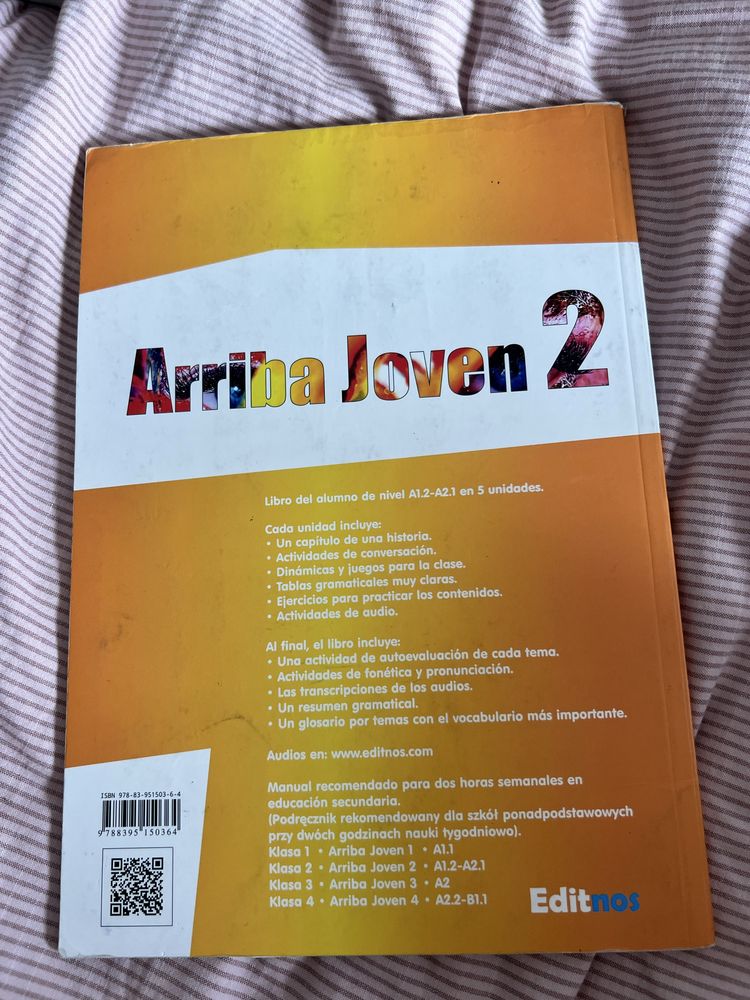 Arriba Joven 2
Libro del alumno de nivel A1.2-A2.1 en 5 unidades.
Cada unidad incluye:
• Un capítulo de una historia.
• Actividades de conversación.
• Dinámicas y juegos para la clase.
• Tablas gramaticales muy claras.
• Ejercicios para practicar los contenidos.
• Actividades de audio.
Al final, el libro incluye:
• Una actividad de autoevaluación de cada tema.
• Actividades de fonética y pronunciación.
• Las transcripciones de los audios.
• Un resumen gramatical.
• Un glosario por temas con el vocabulario más importante.
Audios en: www.editnos.com
Manual recomendado para dos horas semanales en
educación secundaria.
(Podręcznik rekomendowany dla szkół ponadpodstawowych
przy dwóch godzinach nauki tygodniowo).
Klasa 1 • Arriba Joven 1 • A1.1
Klasa 2 • Arriba Joven 2 • A1.2-A2.1
Klasa 3 • Arriba Joven 3 • A2
Klasa 4 • Arriba Joven 4 • A2.2-B1.1
ISBN 978-83-951503-6-4
9 788395 150364
Editnos